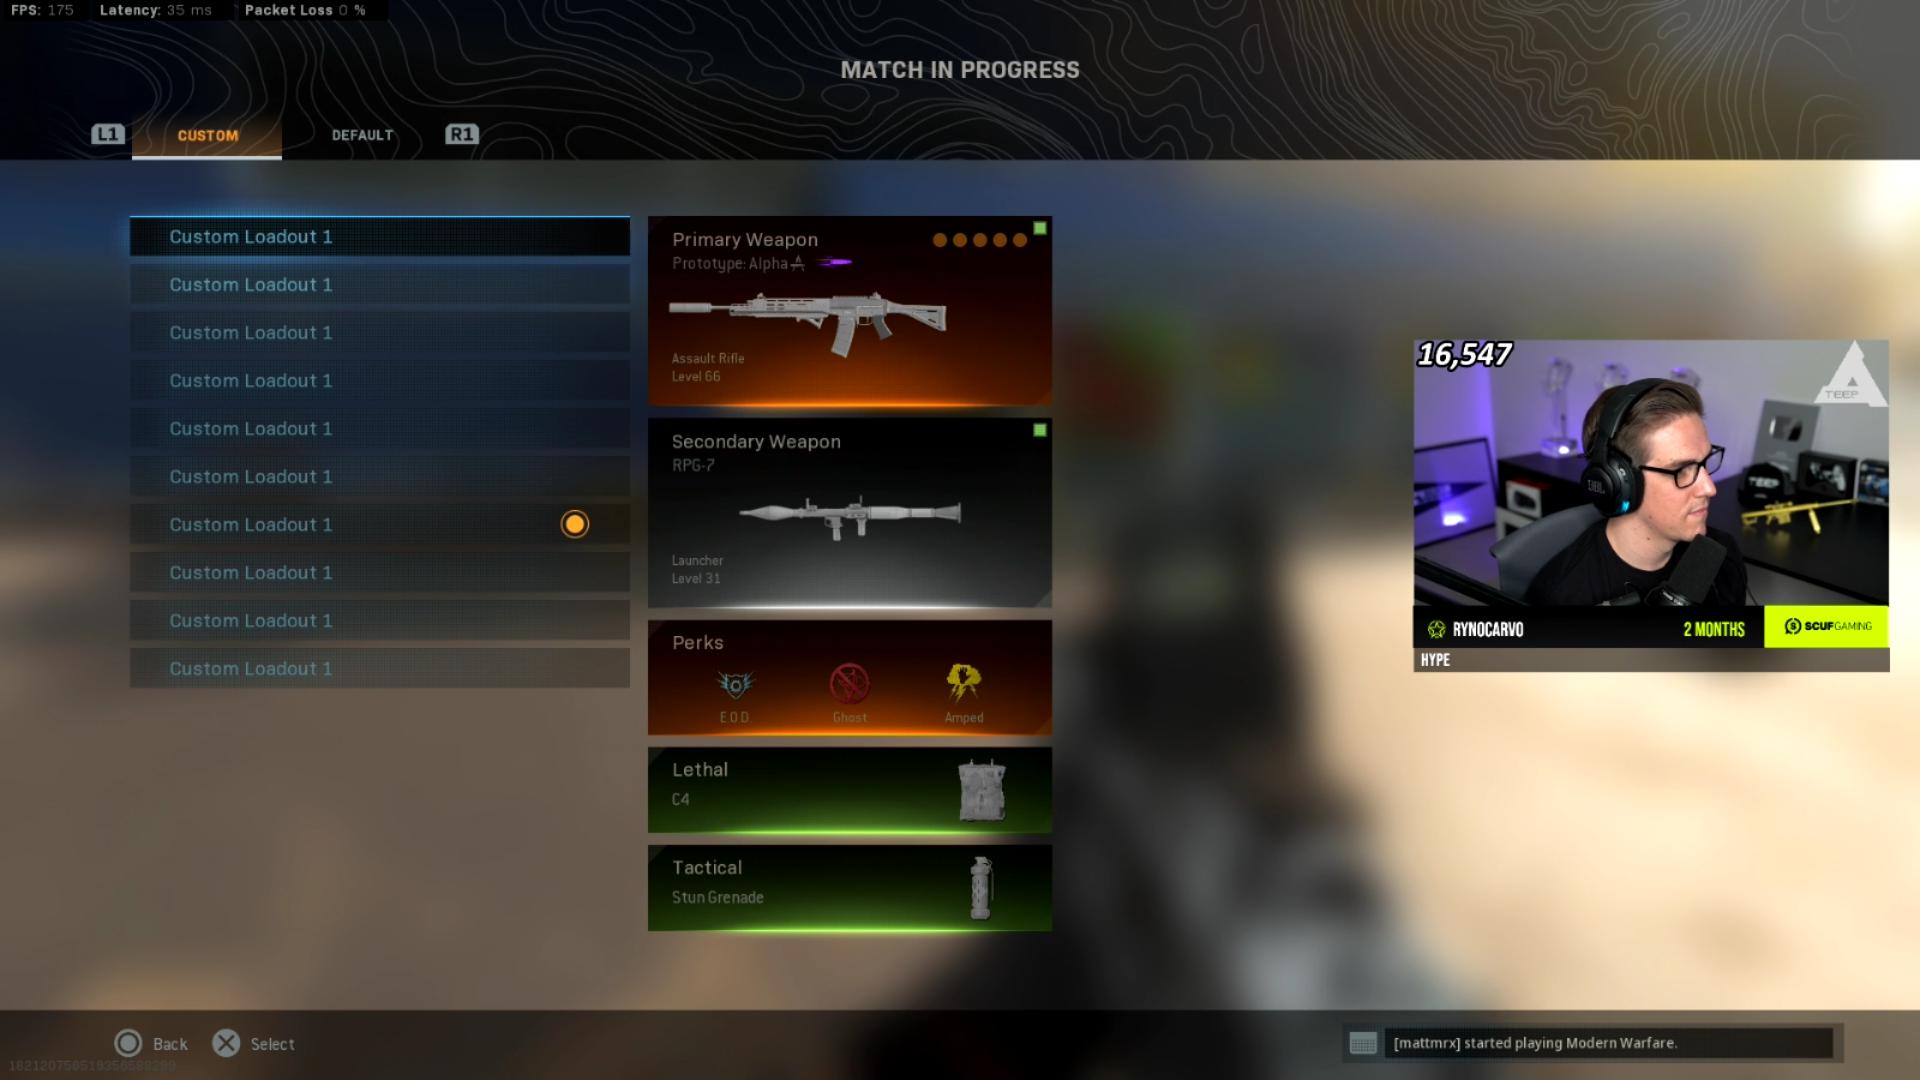 FPS: 175 Latency: 35 ms Packet Loss 0 %
MATCH IN PROGRESS
L1 CUSTOM DEFAULT R1
Custom Loadout 1
Custom Loadout 1
Custom Loadout 1
Custom Loadout 1
Custom Loadout 1
Custom Loadout 1
Custom Loadout 1
Custom Loadout 1
Custom Loadout 1
Custom Loadout 1
Primary Weapon
Prototype: Alpha
Assault Rifle
Level 66
Secondary Weapon
RPG-7
Launcher
Level 31
Perks
E.O.D. Ghost Amped
Lethal
C4
Tactical
Stun Grenade
16,547
TEEP
TEEP
JBL
RYNOCARVO 2 MONTHS SCUF GAMING
HYPE
Back Select
[mattmrx] started playing Modern Warfare.